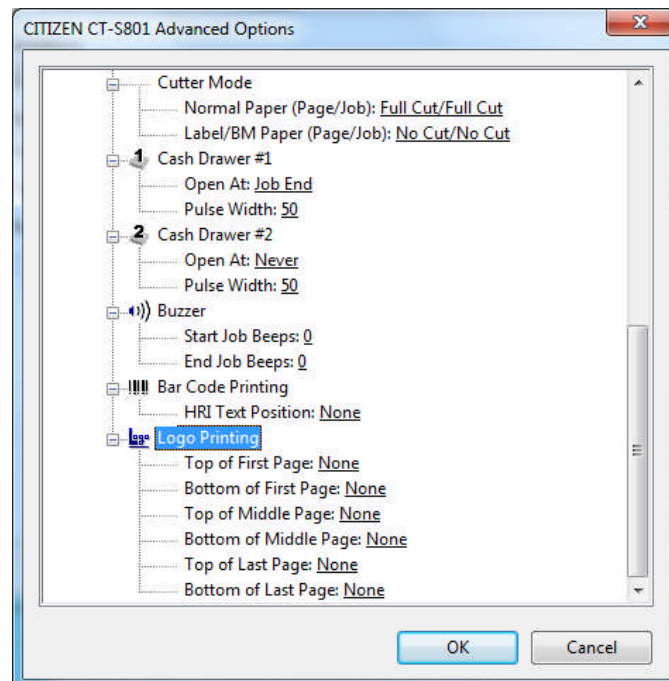 CITIZEN CT-S801 Advanced Options
Cutter Mode
Normal Paper (Page/Job): Full Cut/Full Cut
Label/BM Paper (Page/Job): No Cut/No Cut
1 Cash Drawer #1
Open At: Job End
Pulse Width: 50
2 Cash Drawer #2
Open At: Never
Pulse Width: 50
Buzzer
Start Job Beeps: 0
End Job Beeps: 0
Bar Code Printing
HRI Text Position: None
Logo Logo Printing
Top of First Page: None
Bottom of First Page: None
Top of Middle Page: None
Bottom of Middle Page: None
Top of Last Page: None
Bottom of Last Page: None
OK Cancel